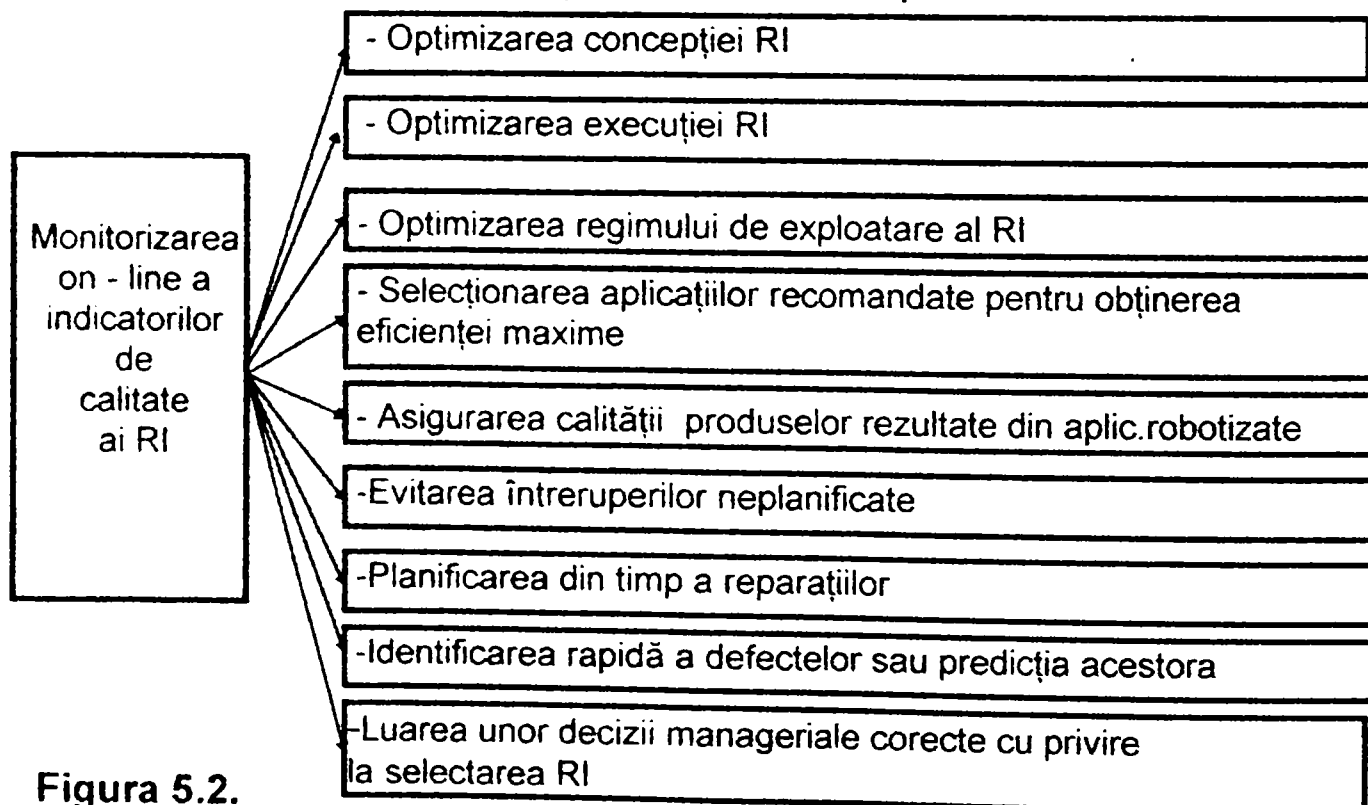 - Optimizarea concepției RI
- Optimizarea execuției RI
Monitorizarea
on - line a
indicatorilor
de
calitate
ai RI
- Optimizarea regimului de exploatare al RI
- Selecționarea aplicațiilor recomandate pentru obținerea
eficienței maxime
- Asigurarea calității produselor rezultate din aplic.robotizate
-Evitarea întreruperilor neplanificate
-Planificarea din timp a reparațiilor
-Identificarea rapidă a defectelor sau predicția acestora
-Luarea unor decizii manageriale corecte cu privire
la selectarea RI
Figura 5.2.